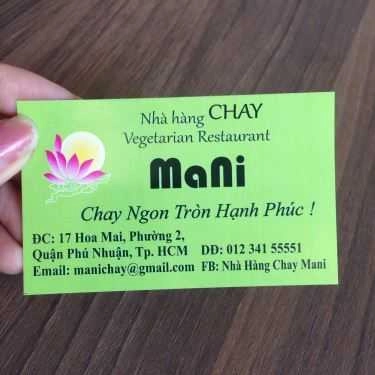 Nhà hàng CHAY
Vegetarian Restaurant
MaNi
Chay Ngon Tròn Hạnh Phúc !
ĐC: 17 Hoa Mai, Phường 2,
Quận Phú Nhuận, Tp. HCM DĐ: 012 341 55551
Email: manichay@gmail.com FB: Nhà Hàng Chay Mani